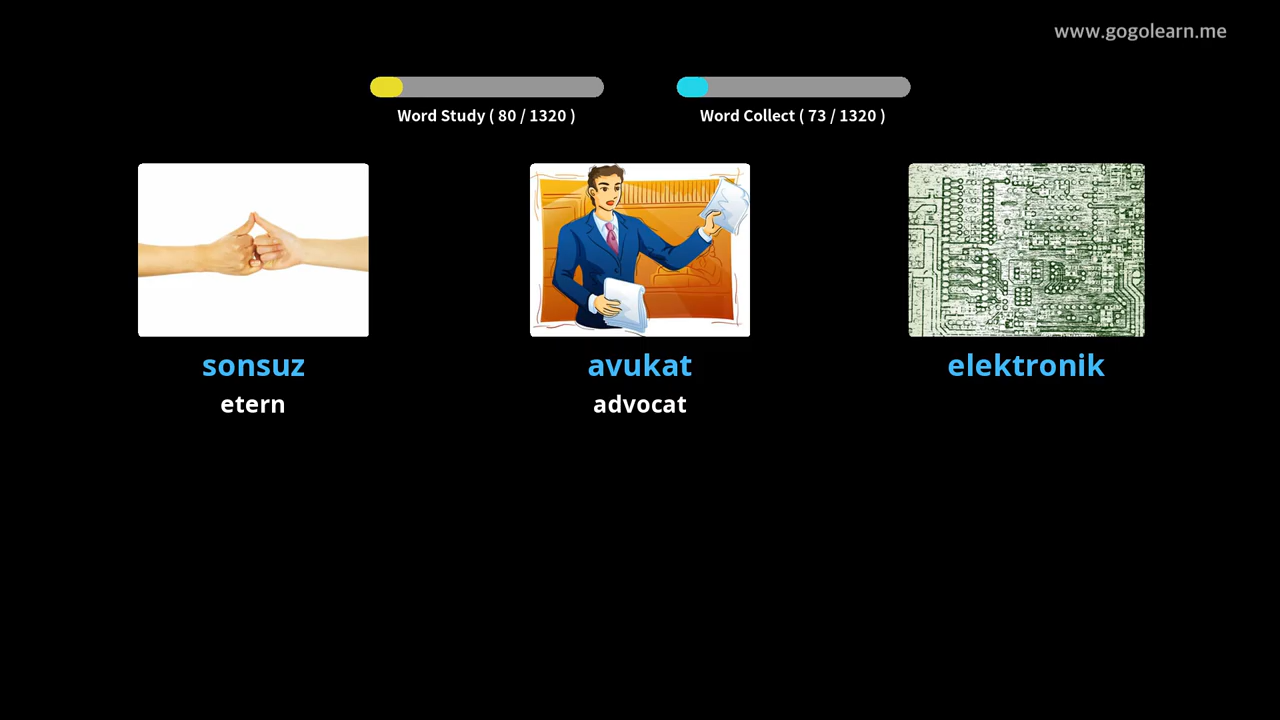 www.gogolearn.me
Word Study ( 80 / 1320 )
Word Collect ( 73 / 1320 )
sonsuz
etern
avukat
advocat
elektronik